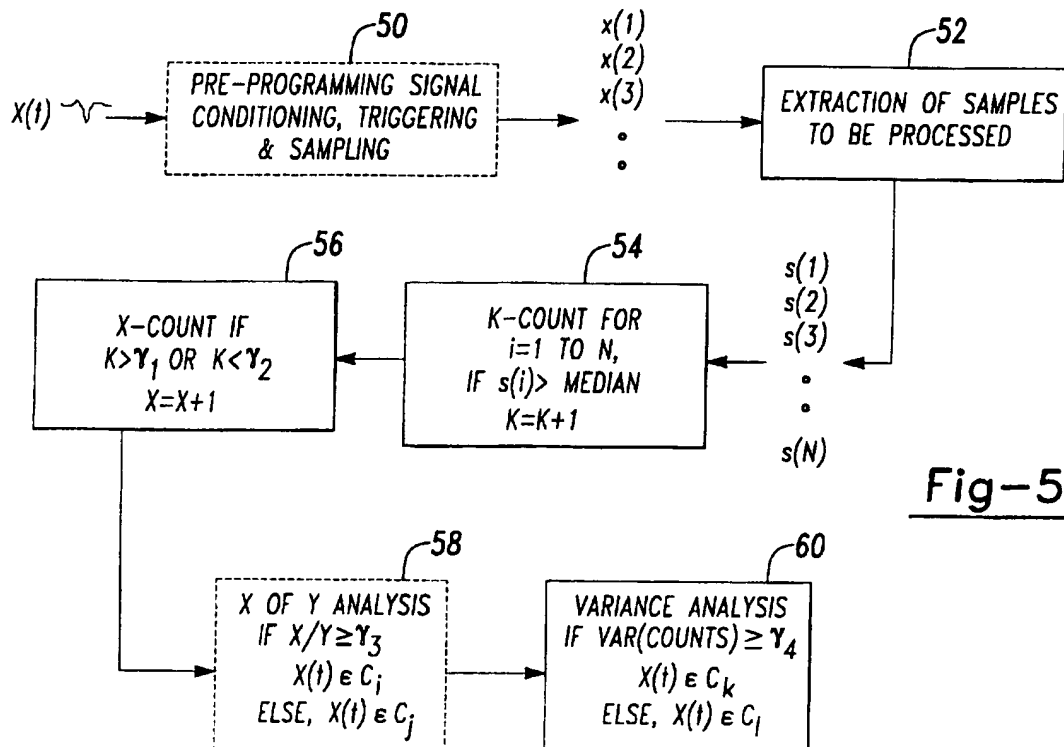 50
X(t)
PRE-PROGRAMMING SIGNAL
CONDITIONING, TRIGGERING
& SAMPLING
x(1)
x(2)
x(3)
52
EXTRACTION OF SAMPLES
TO BE PROCESSED
56
X-COUNT IF
K>γ1 OR K<γ2
X=X+1
54
K-COUNT FOR
i=1 TO N,
IF s(i)> MEDIAN
K=K+1
s(1)
s(2)
s(3)
s(N)
Fig-5
58
X OF Y ANALYSIS
IF X/Y≥γ3
X(t) ε Ci
ELSE, X(t) ε Cj
60
VARIANCE ANALYSIS
IF VAR(COUNTS)≥γ4
X(t) ε Ck
ELSE, X(t) ε Cl